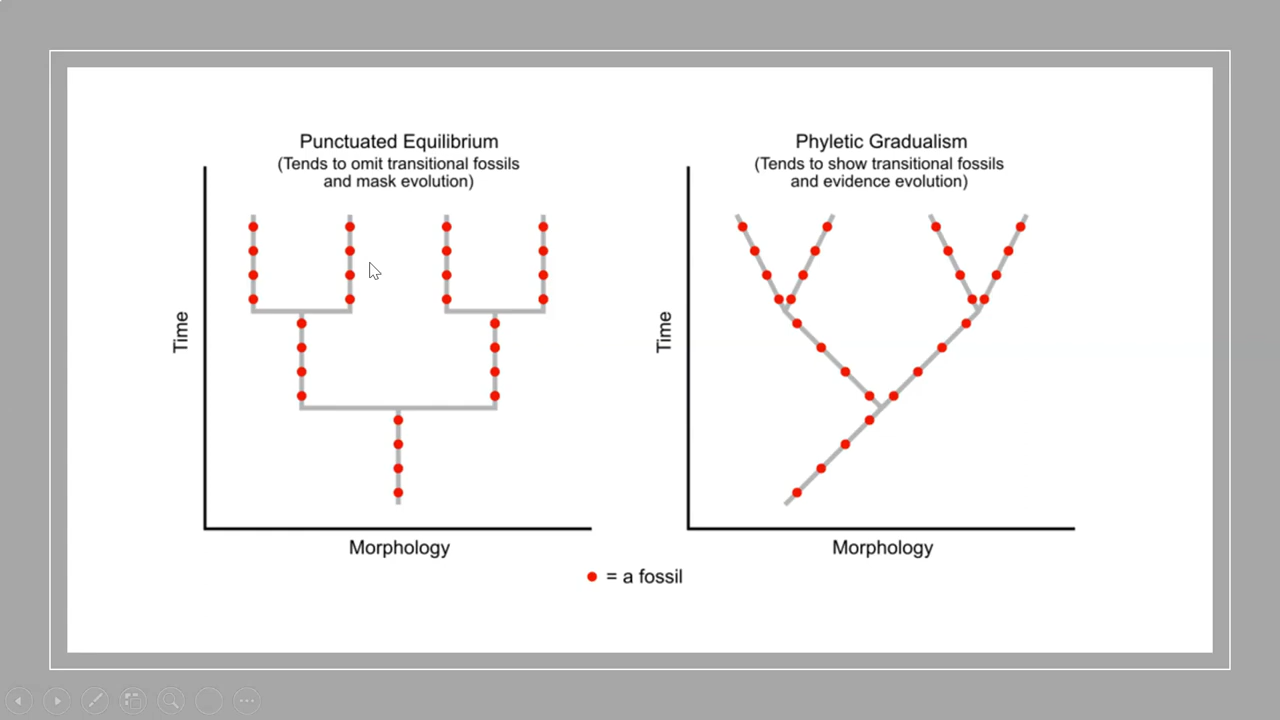 Punctuated Equilibrium
(Tends to omit transitional fossils
and mask evolution)
Time
Morphology
Phyletic Gradualism
(Tends to show transitional fossils
and evidence evolution)
Time
Morphology
= a fossil